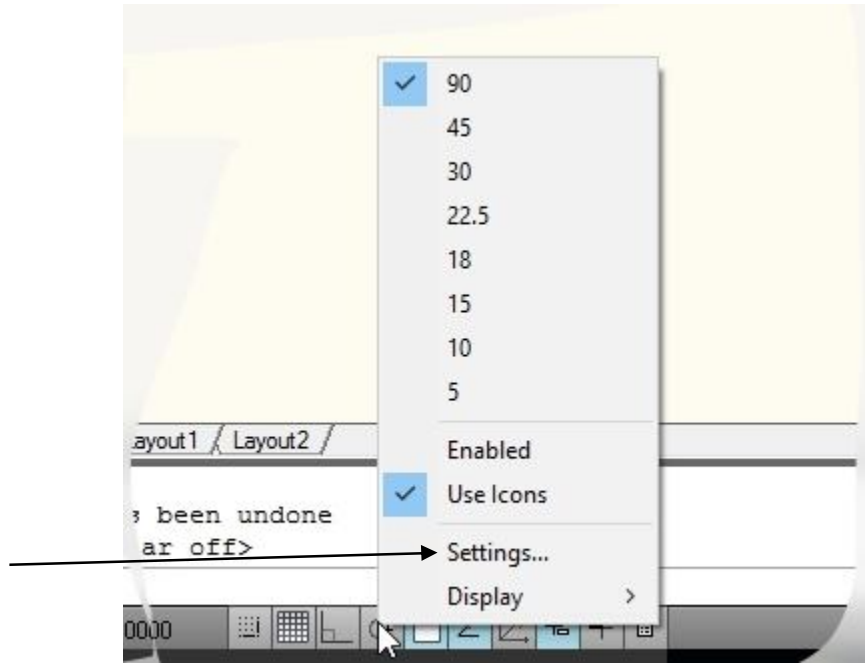 90
45
30
22.5
18
15
10
5
Enabled
Use Icons
Settings...
Display
ayout1 Layout2
s been undone
ar off>
0000